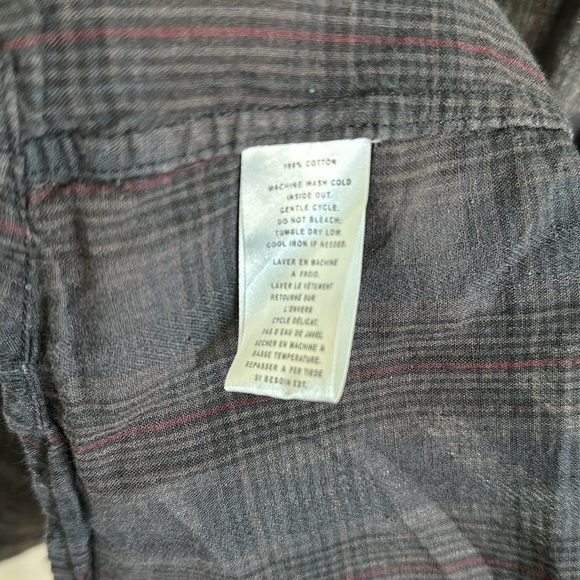 100% COTTON
MACHINE WASH COLD
INSIDE OUT.
GENTLE CYCLE.
DO NOT BLEACH;
TUMBLE DRY LOW.
COOL IRON IF NEEDED.
LAVER EN MACHINE
À FROID.
LAVER LE VÊTEMENT
RETOURNÉ SUR
L'ENVERS
CYCLE DÉLICAT.
PAS D'EAU DE JAVEL.
SÉCHER EN MACHINE À
BASSE TEMPÉRATURE.
REPASSER A FER TIEDE
SI BESOIN EST.